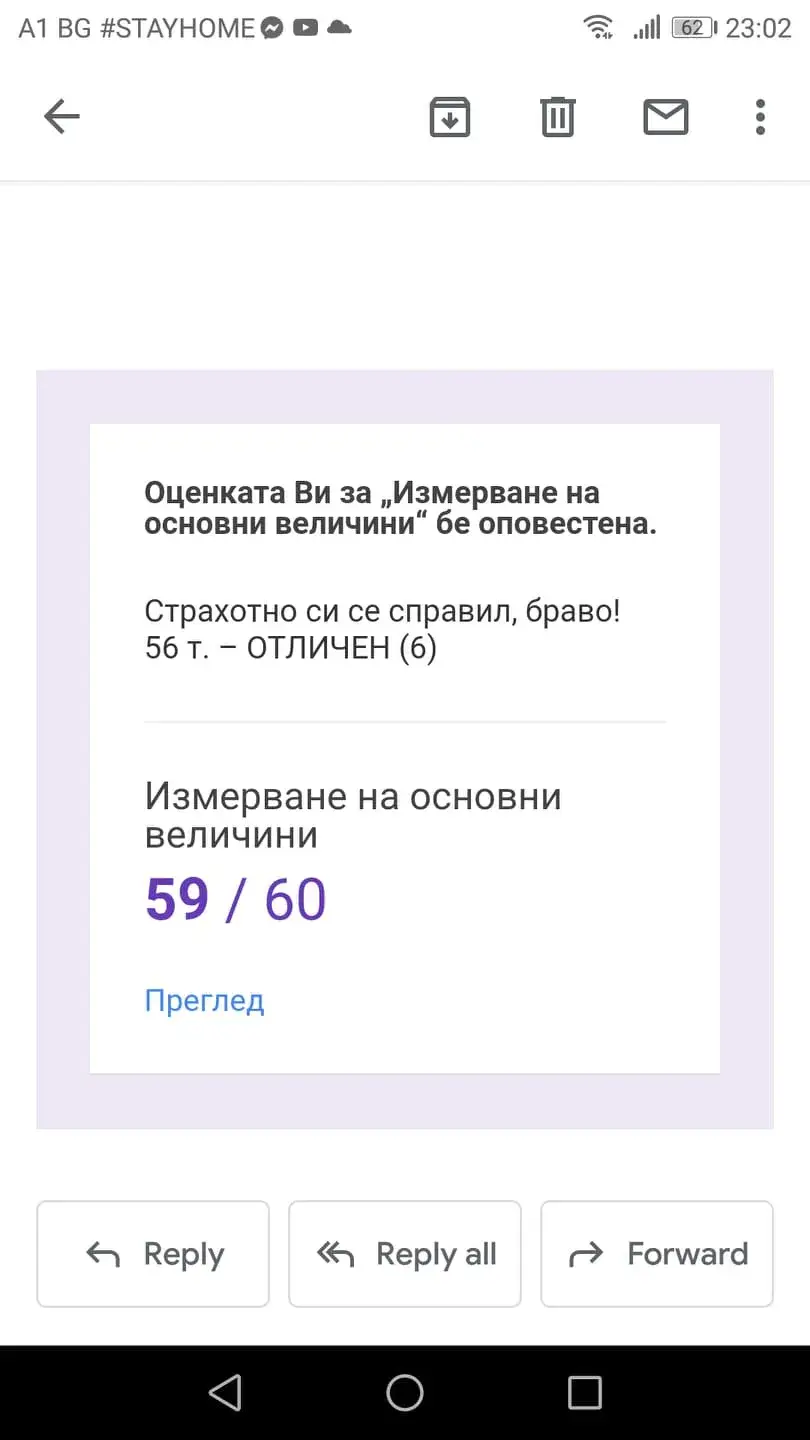 A1 BG #STAYHOME 62 23:02
Оценката Ви за „Измерване на
основни величини“ бе оповестена.
Страхотно си се справил, браво!
56 т. – ОТЛИЧЕН (6)
Измерване на основни
величини
59 / 60
Преглед
Reply Reply all Forward